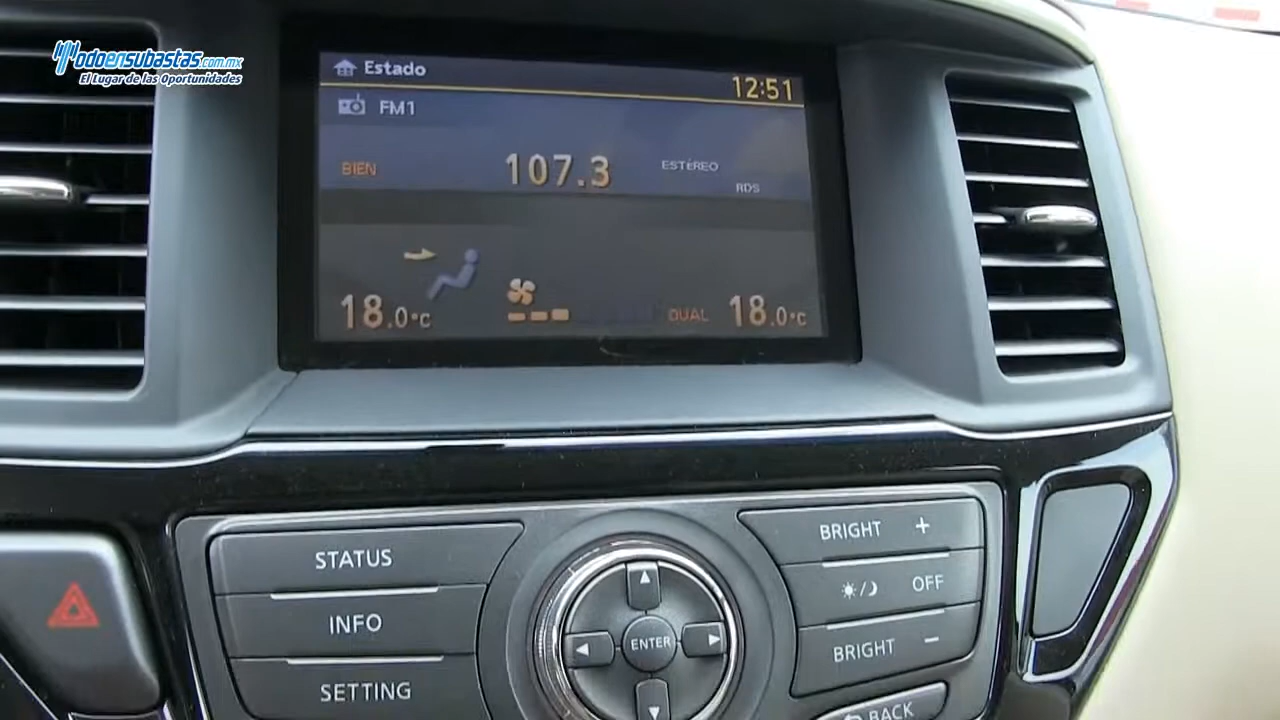 odoensubastas.com.mx
El Lugar de las Oportunidades
Estado
12:51
FM1
BIEN 107.3 ESTÉREO
RDS
18.0°C DUAL 18.0°C
STATUS
INFO
SETTING
ENTER
BRIGHT +
OFF
BRIGHT −
BACK